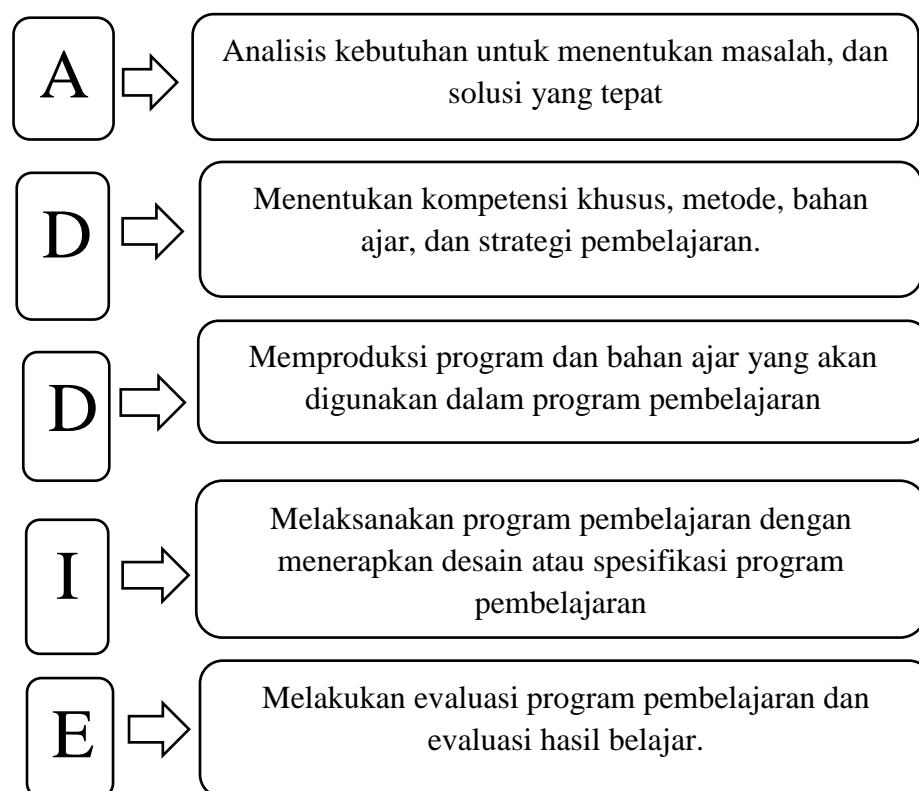 A
Analisis kebutuhan untuk menentukan masalah, dan
solusi yang tepat
D
Menentukan kompetensi khusus, metode, bahan
ajar, dan strategi pembelajaran.
D
Memproduksi program dan bahan ajar yang akan
digunakan dalam program pembelajaran
I
Melaksanakan program pembelajaran dengan
menerapkan desain atau spesifikasi program
pembelajaran
E
Melakukan evaluasi program pembelajaran dan
evaluasi hasil belajar.